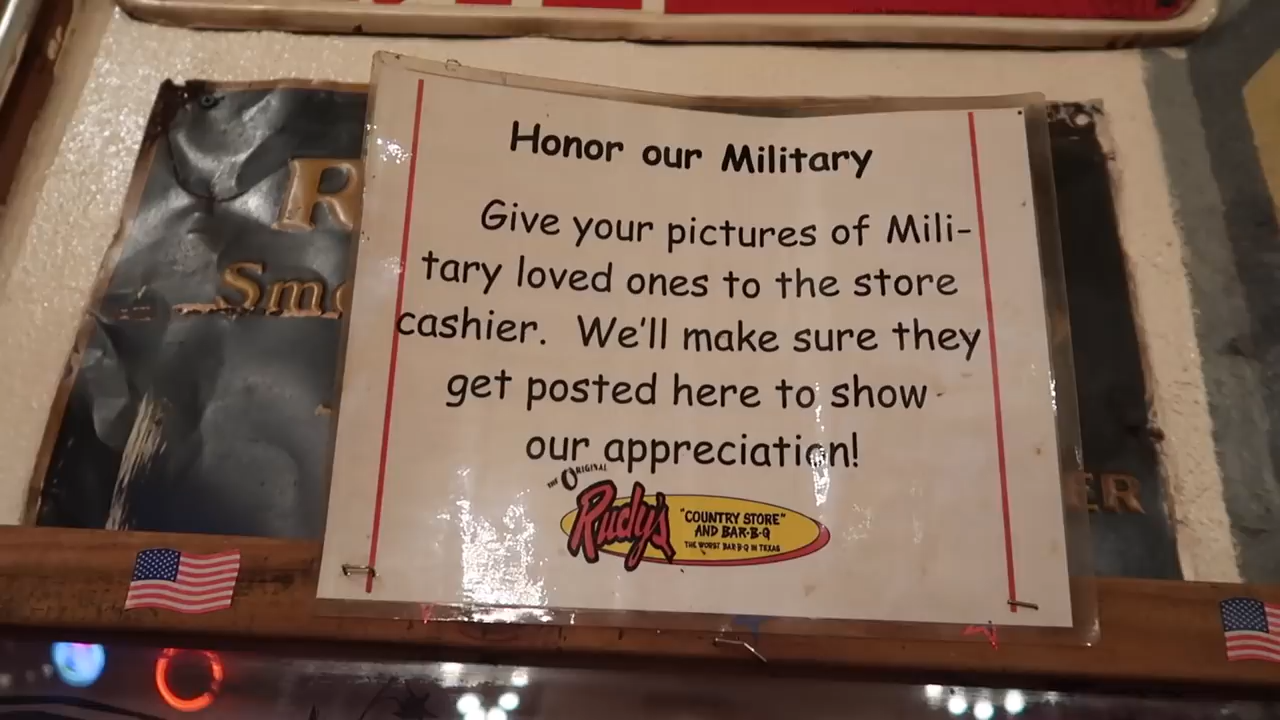 Honor our Military
Give your pictures of Mili-
tary loved ones to the store
cashier. We'll make sure they
get posted here to show
our appreciation!
THE ORIGINAL
Rudy's
"COUNTRY STORE"
AND BAR-B-Q
THE WORST BAR-B-Q IN TEXAS